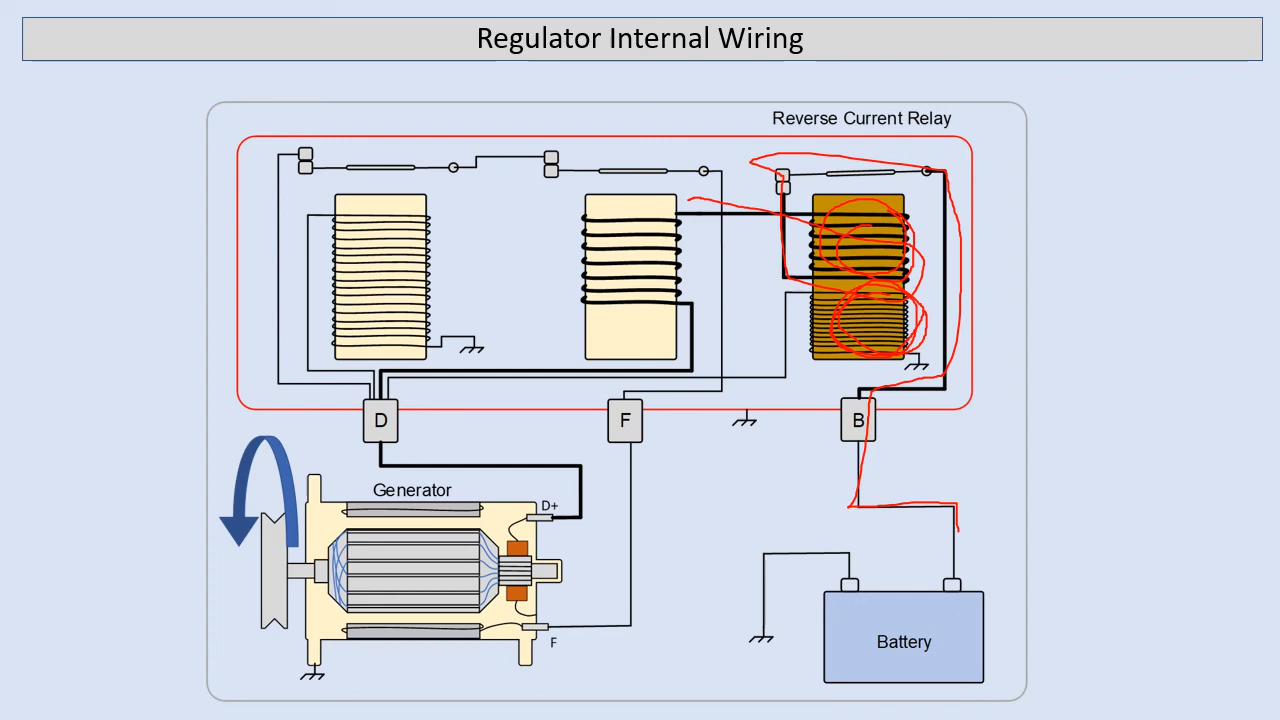 Regulator Internal Wiring
Reverse Current Relay
D
F
B
Generator
D+
F
Battery